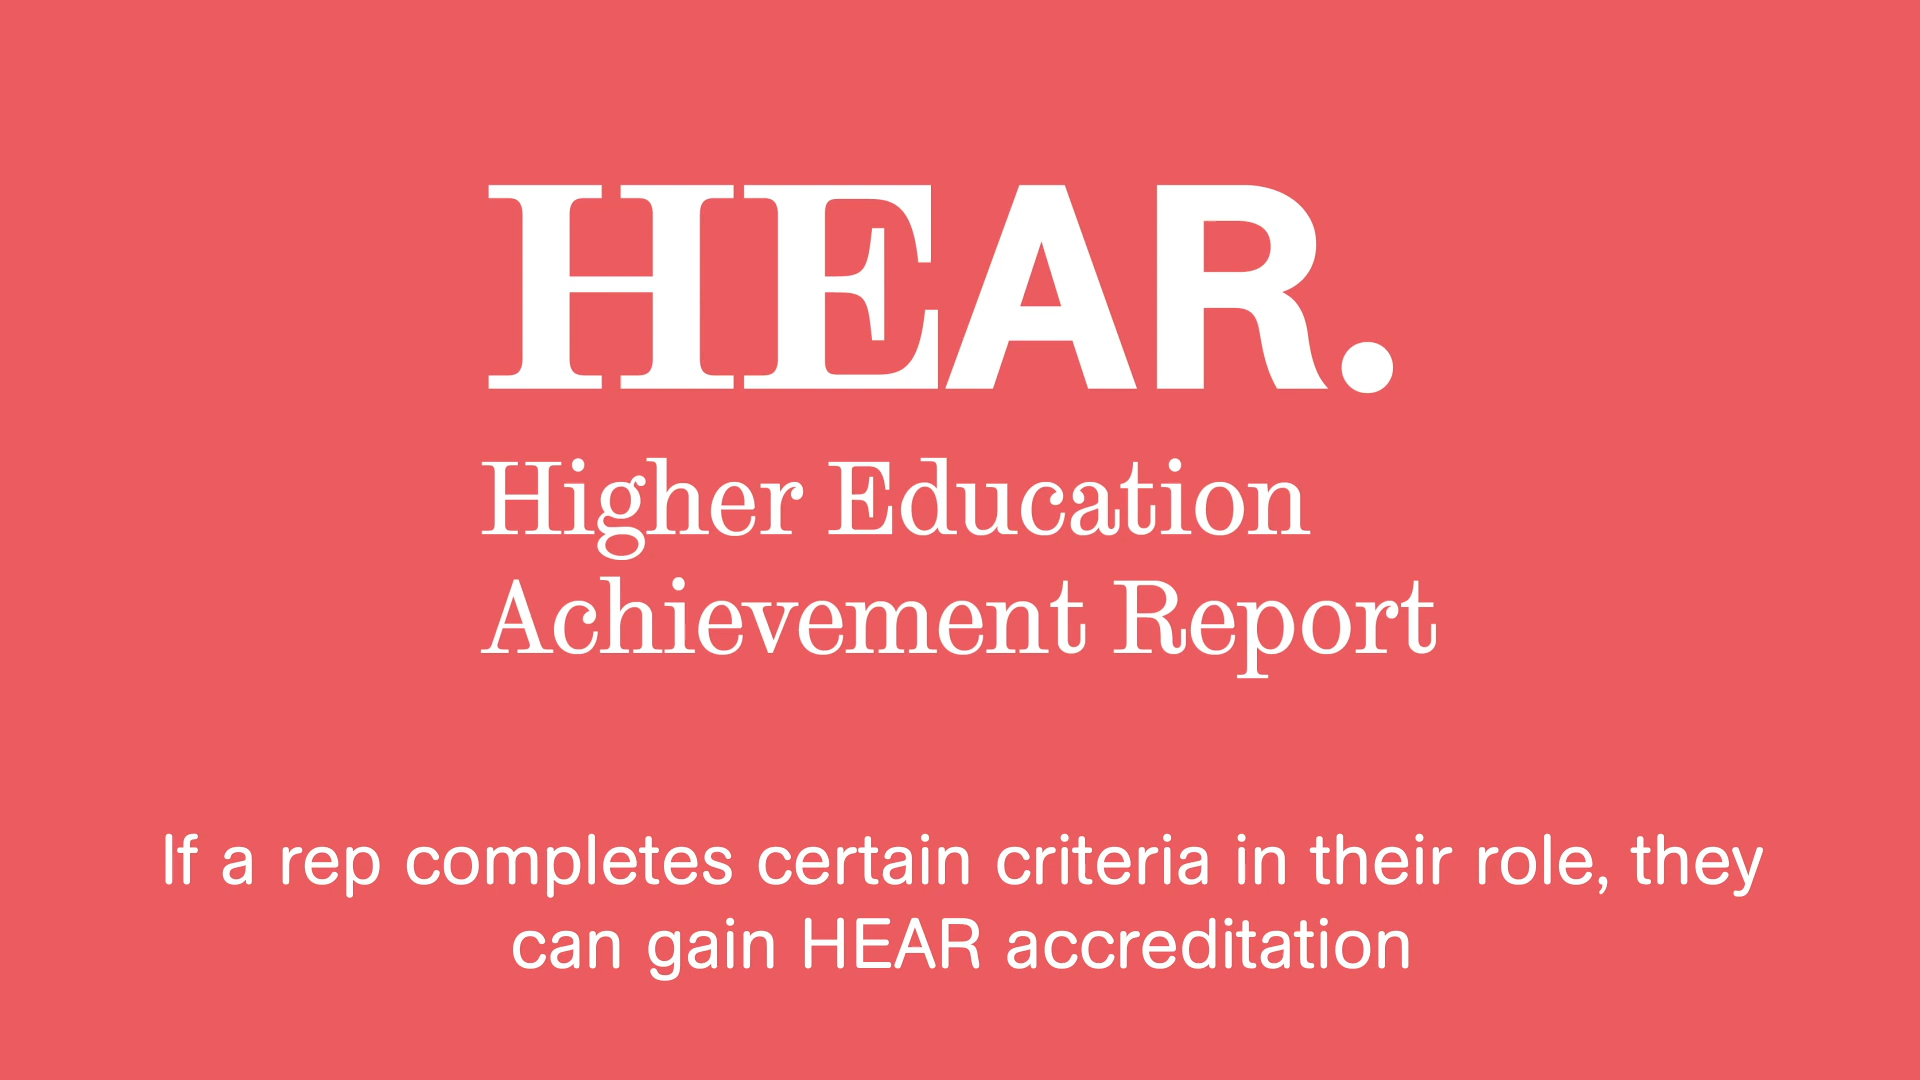 HEAR.
Higher Education
Achievement Report
If a rep completes certain criteria in their role, they
can gain HEAR accreditation